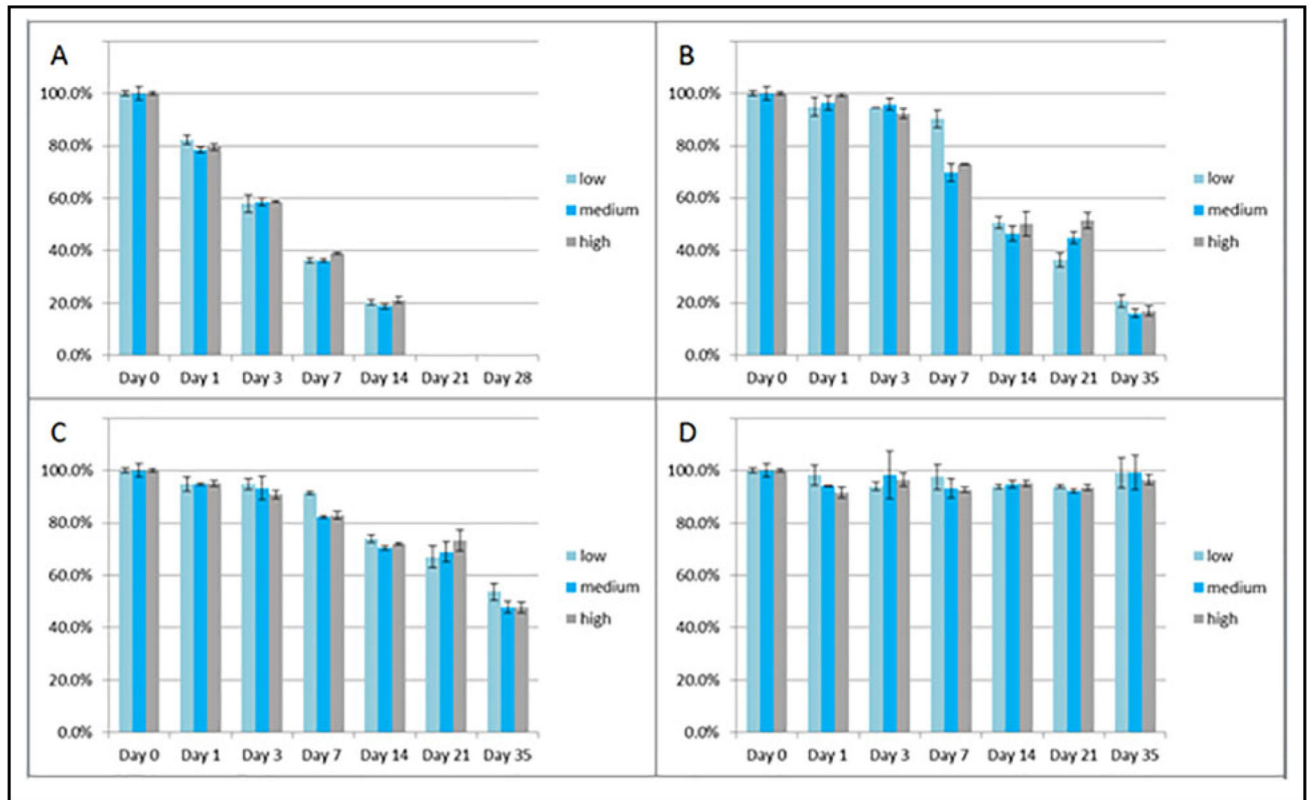 A
100.0%
80.0%
60.0%
40.0%
20.0%
0.0%
Day 0 Day 1 Day 3 Day 7 Day 14 Day 21 Day 28
low
medium
high
B
100.0%
80.0%
60.0%
40.0%
20.0%
0.0%
Day 0 Day 1 Day 3 Day 7 Day 14 Day 21 Day 35
low
medium
high
C
100.0%
80.0%
60.0%
40.0%
20.0%
0.0%
Day 0 Day 1 Day 3 Day 7 Day 14 Day 21 Day 35
low
medium
high
D
100.0%
80.0%
60.0%
40.0%
20.0%
0.0%
Day 0 Day 1 Day 3 Day 7 Day 14 Day 21 Day 35
low
medium
high